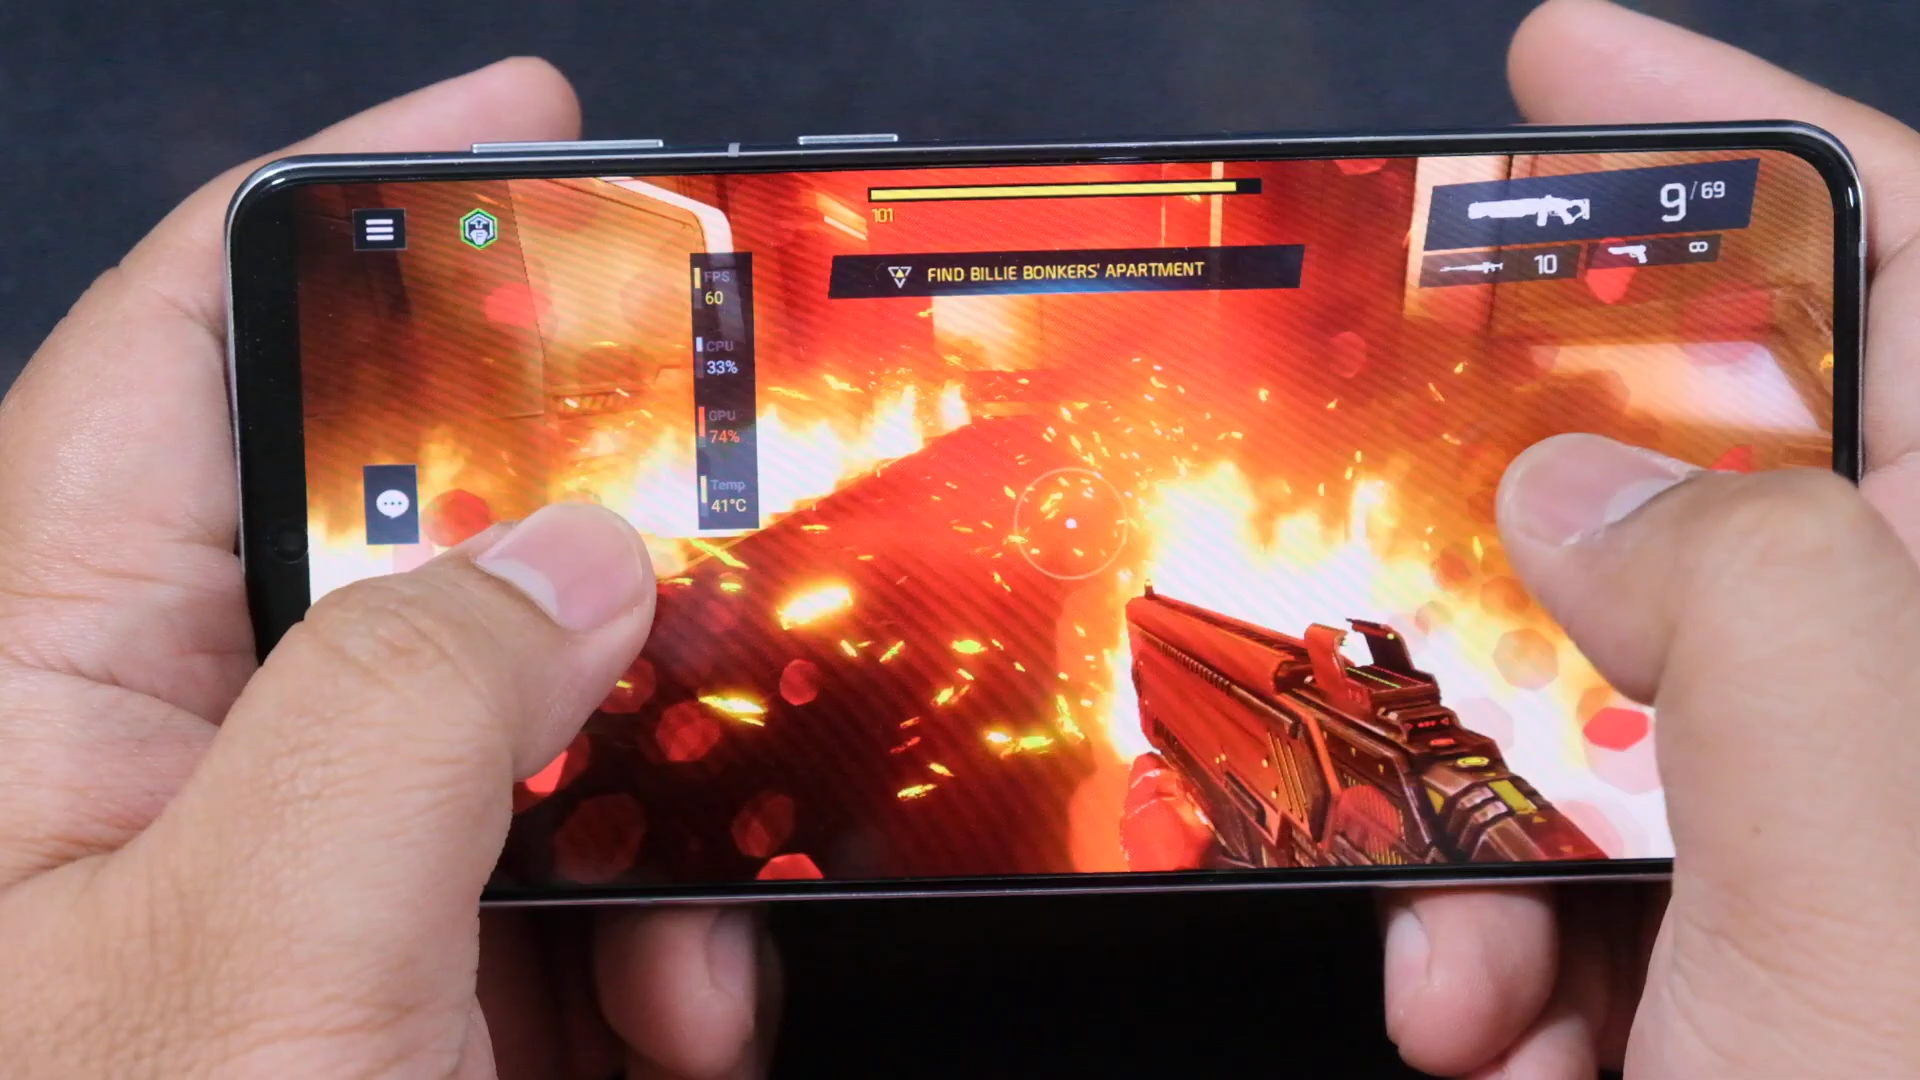 101
FIND BILLIE BONKERS' APARTMENT
9/69
10
∞
FPS
60
CPU
33%
GPU
74%
Temp
41°C